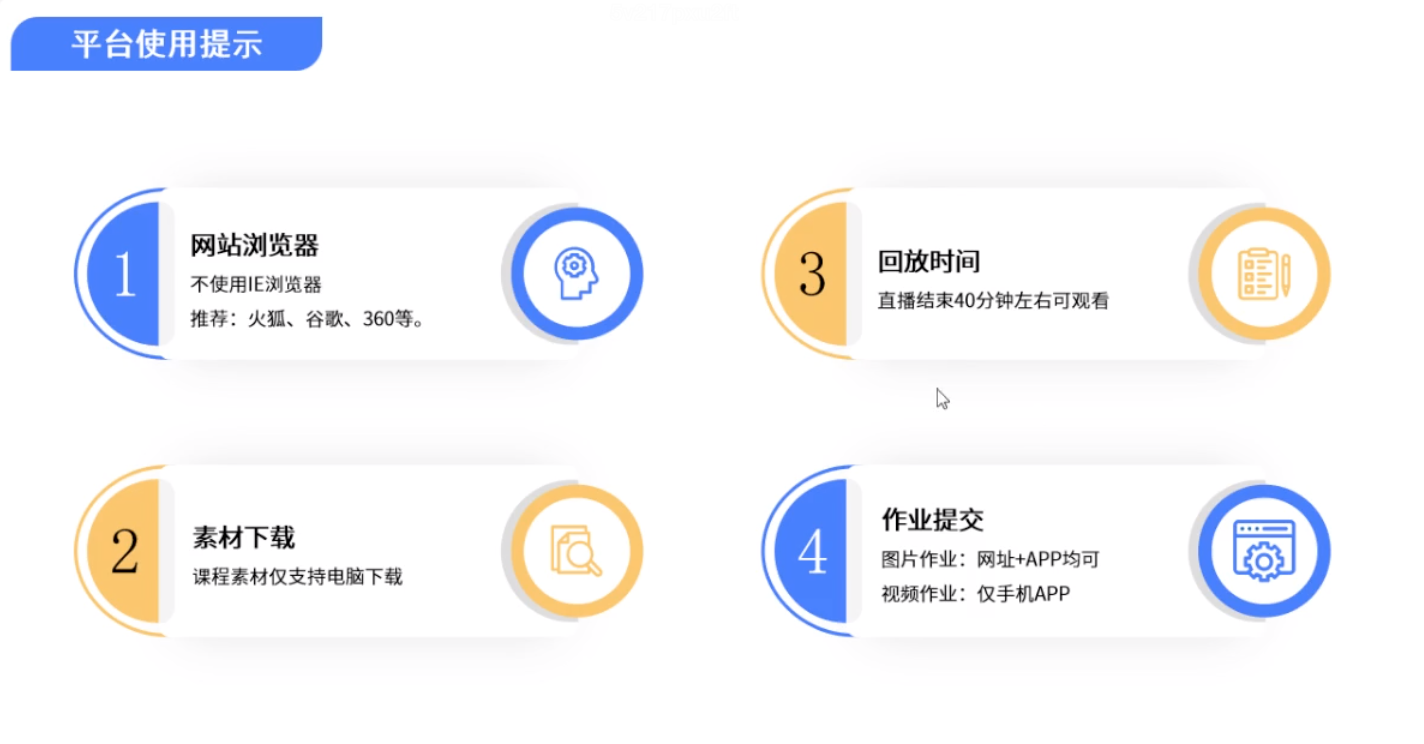 平台使用提示
1
网站浏览器
不使用IE浏览器
推荐：火狐、谷歌、360等。
2
素材下载
课程素材仅支持电脑下载
3
回放时间
直播结束40分钟左右可观看
4
作业提交
图片作业：网址+APP均可
视频作业：仅手机APP